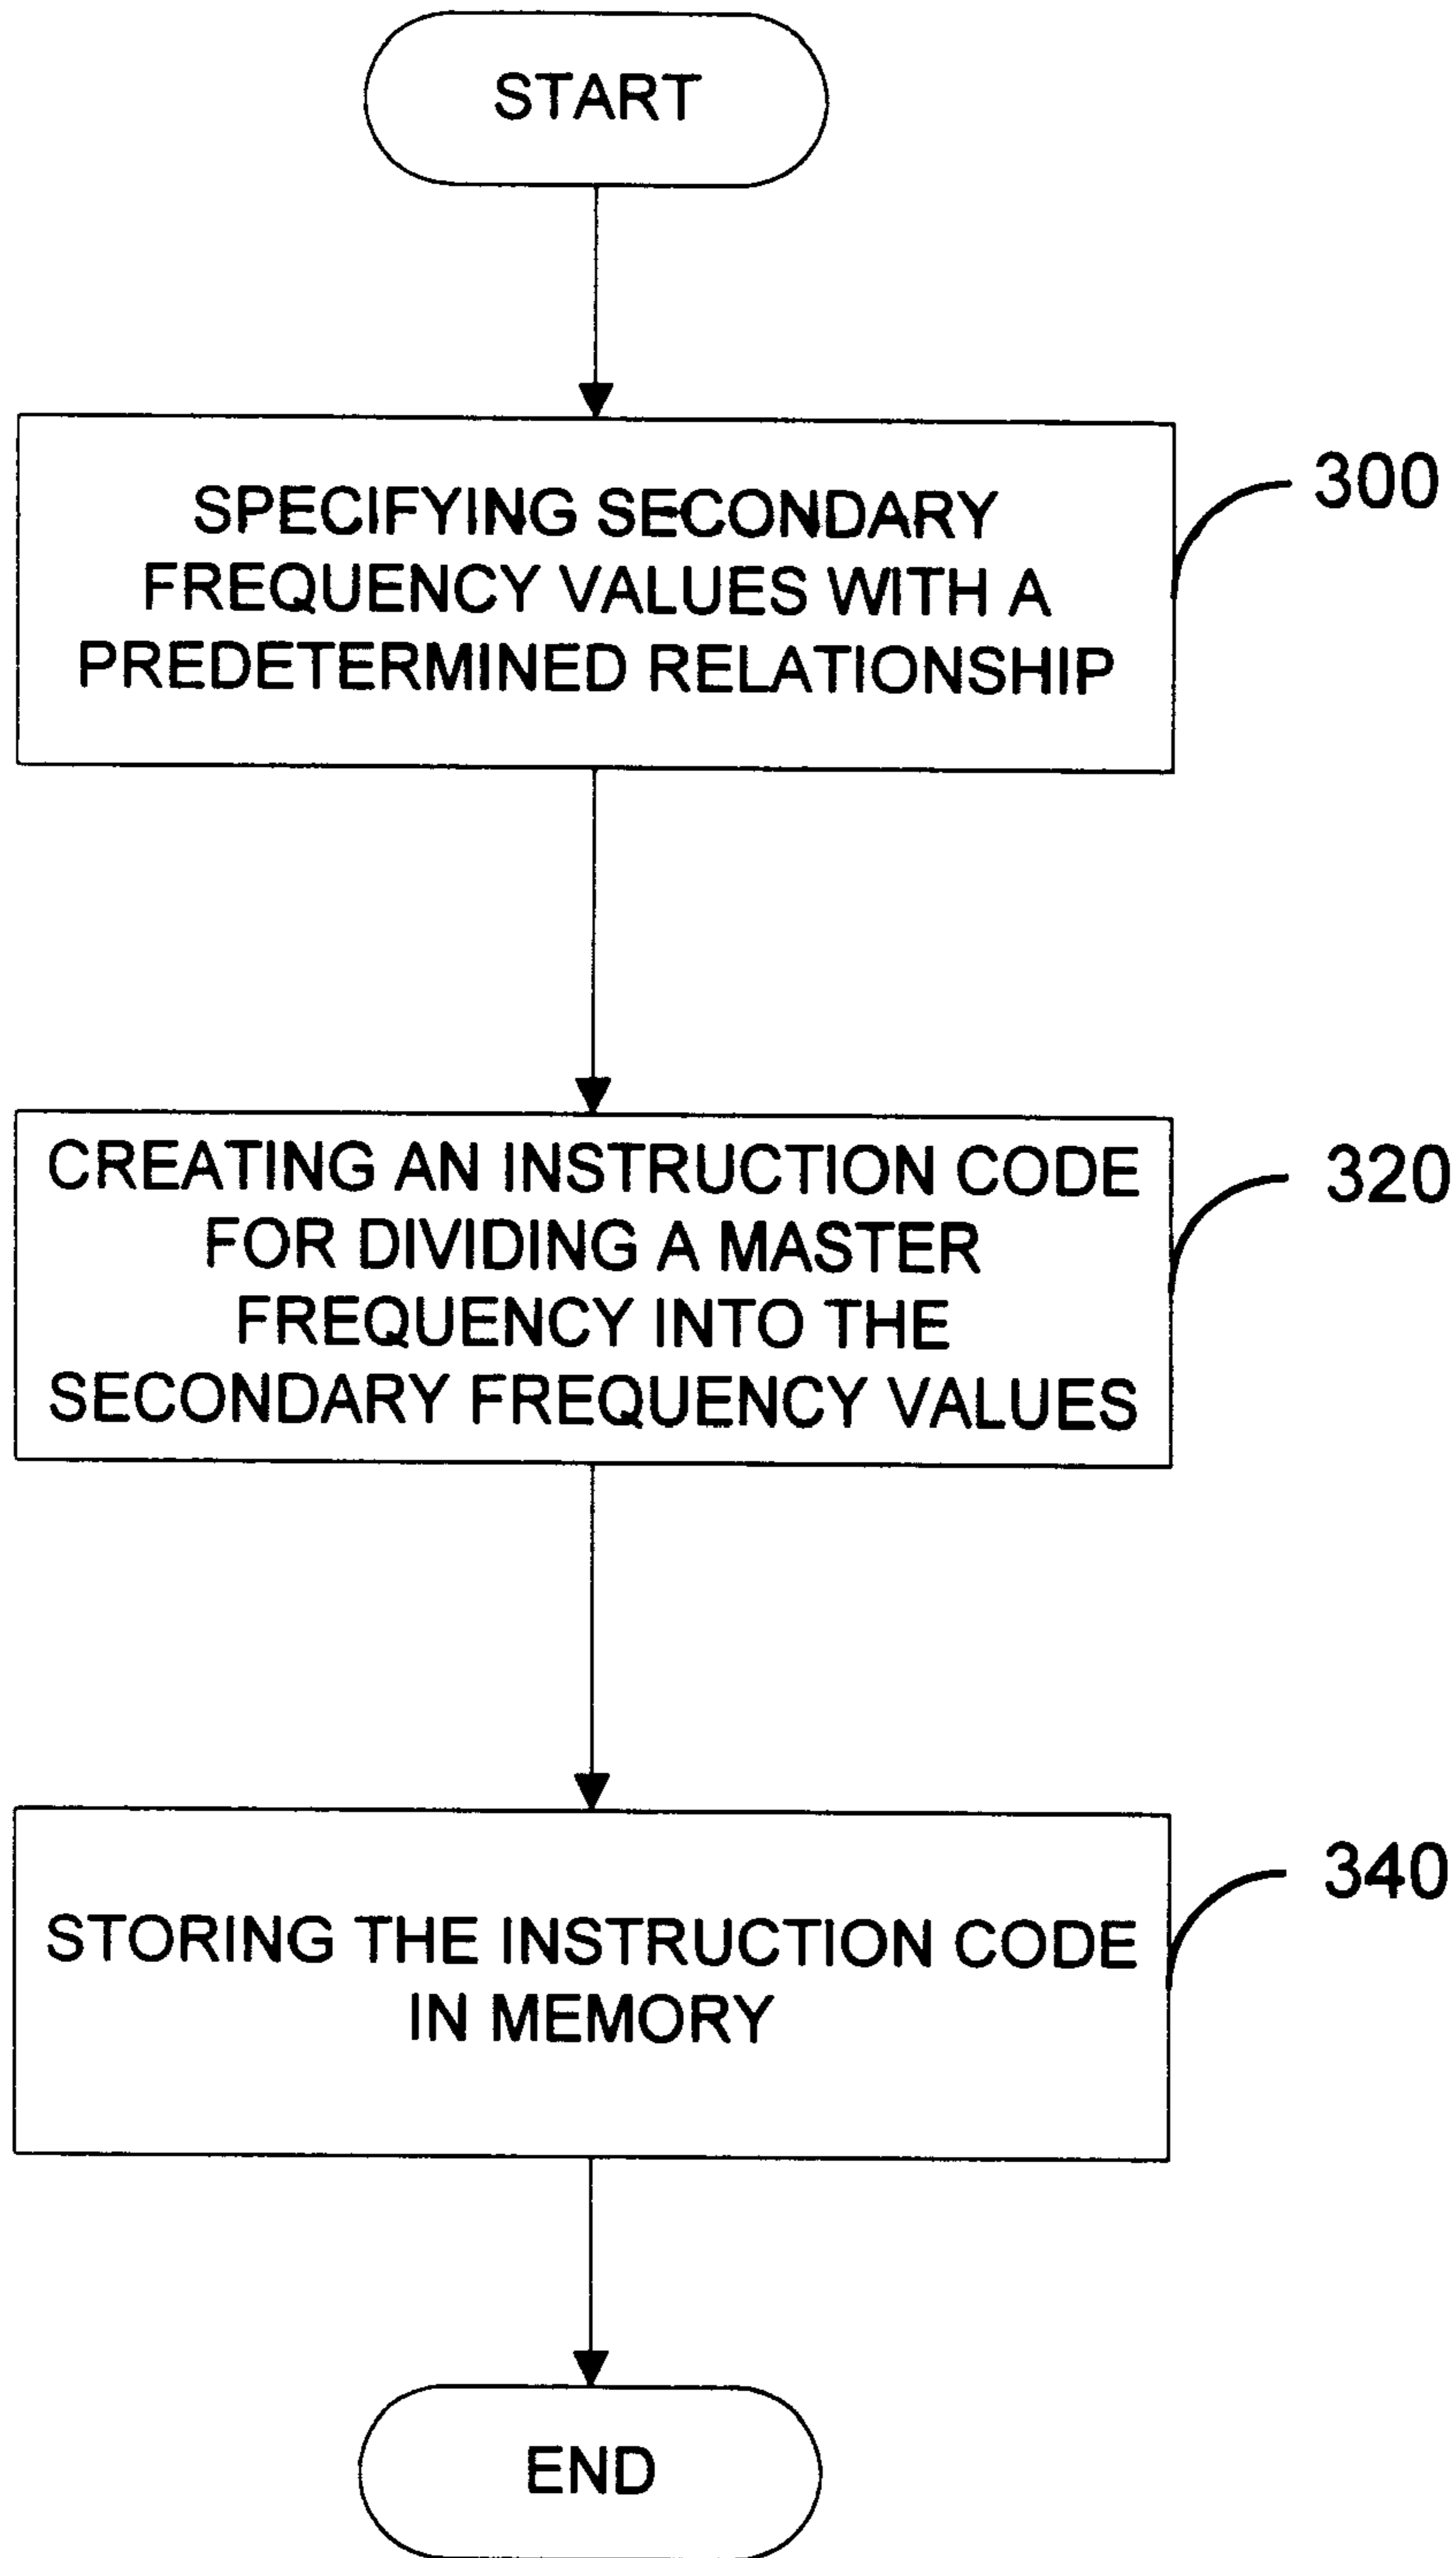 START
SPECIFYING SECONDARY
FREQUENCY VALUES WITH A
PREDETERMINED RELATIONSHIP
300
CREATING AN INSTRUCTION CODE
FOR DIVIDING A MASTER
FREQUENCY INTO THE
SECONDARY FREQUENCY VALUES
320
STORING THE INSTRUCTION CODE
IN MEMORY
340
END